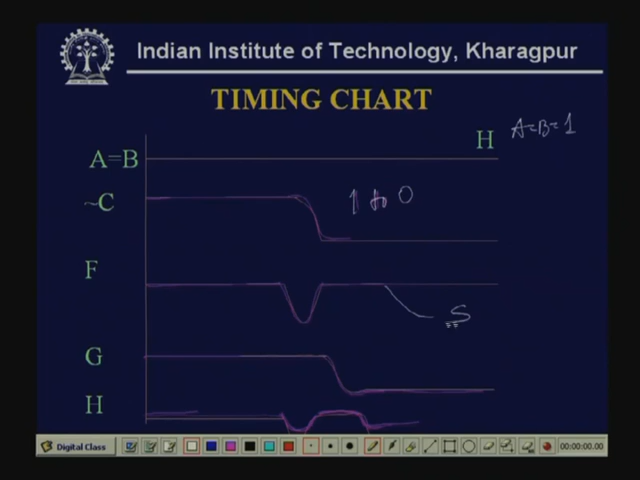 Indian Institute of Technology, Kharagpur
TIMING CHART
H
A=B=1
A=B
~C
1 to 0
F
S
G
H
Digital Class
00:00:00.00